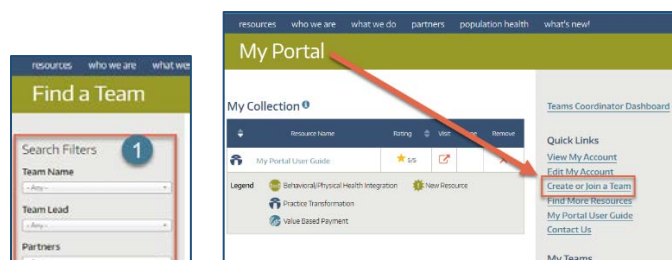 resources who we are what we
Find a Team
Search Filters 1
Team Name
- Any -
Team Lead
- Any -
Partners
resources who we are what we do partners population health what's new!
My Portal
My Collection
Resource Name Rating Visit Remove
My Portal User Guide 5/5
Legend Behavioral/Physical Health Integration New Resource
Practice Transformation
Value Based Payment
Teams Coordinator Dashboard
Quick Links
View My Account
Edit My Account
Create or Join a Team
Find More Resources
My Portal User Guide
Contact Us
My Teams